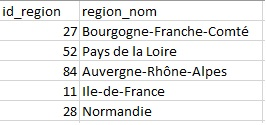 id_region region_nom
27 Bourgogne-Franche-Comté
52 Pays de la Loire
84 Auvergne-Rhône-Alpes
11 Ile-de-France
28 Normandie